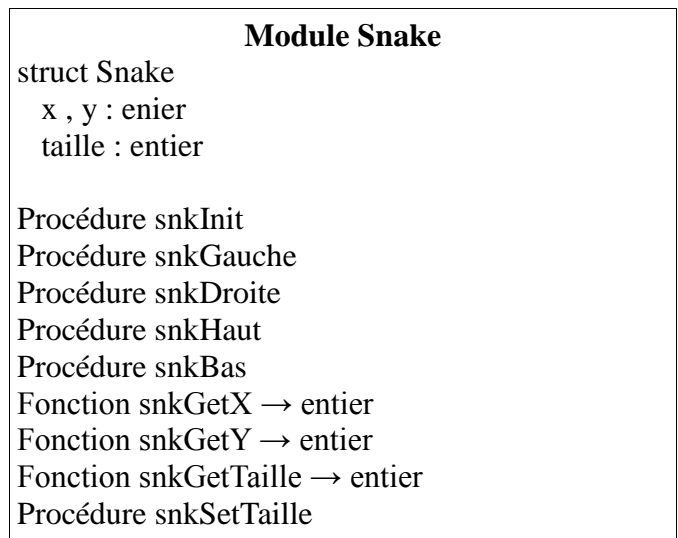 Module Snake
struct Snake
x , y : enier
taille : entier
Procédure snkInit
Procédure snkGauche
Procédure snkDroite
Procédure snkHaut
Procédure snkBas
Fonction snkGetX → entier
Fonction snkGetY → entier
Fonction snkGetTaille → entier
Procédure snkSetTaille